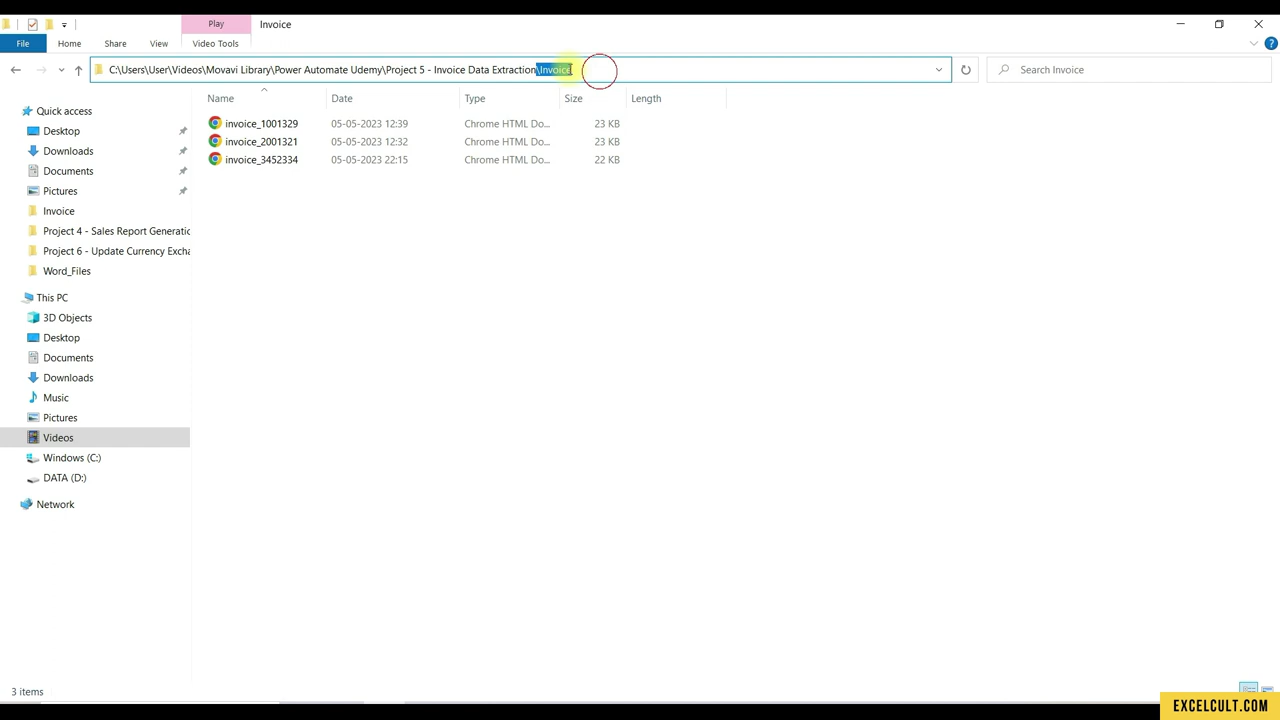 Play
Invoice
File
Home
Share
View
Video Tools
C:\Users\User\Videos\Movavi Library\Power Automate Udemy\Project 5 - Invoice Data Extraction\Invoice
Search Invoice
Name
Date
Type
Size
Length
invoice_1001329 05-05-2023 12:39 Chrome HTML Do... 23 KB
invoice_2001321 05-05-2023 12:32 Chrome HTML Do... 23 KB
invoice_3452334 05-05-2023 22:15 Chrome HTML Do... 22 KB
Quick access
Desktop
Downloads
Documents
Pictures
Invoice
Project 4 - Sales Report Generatio
Project 6 - Update Currency Excha
Word_Files
This PC
3D Objects
Desktop
Documents
Downloads
Music
Pictures
Videos
Windows (C:)
DATA (D:)
Network
3 items
EXCELCULT.COM